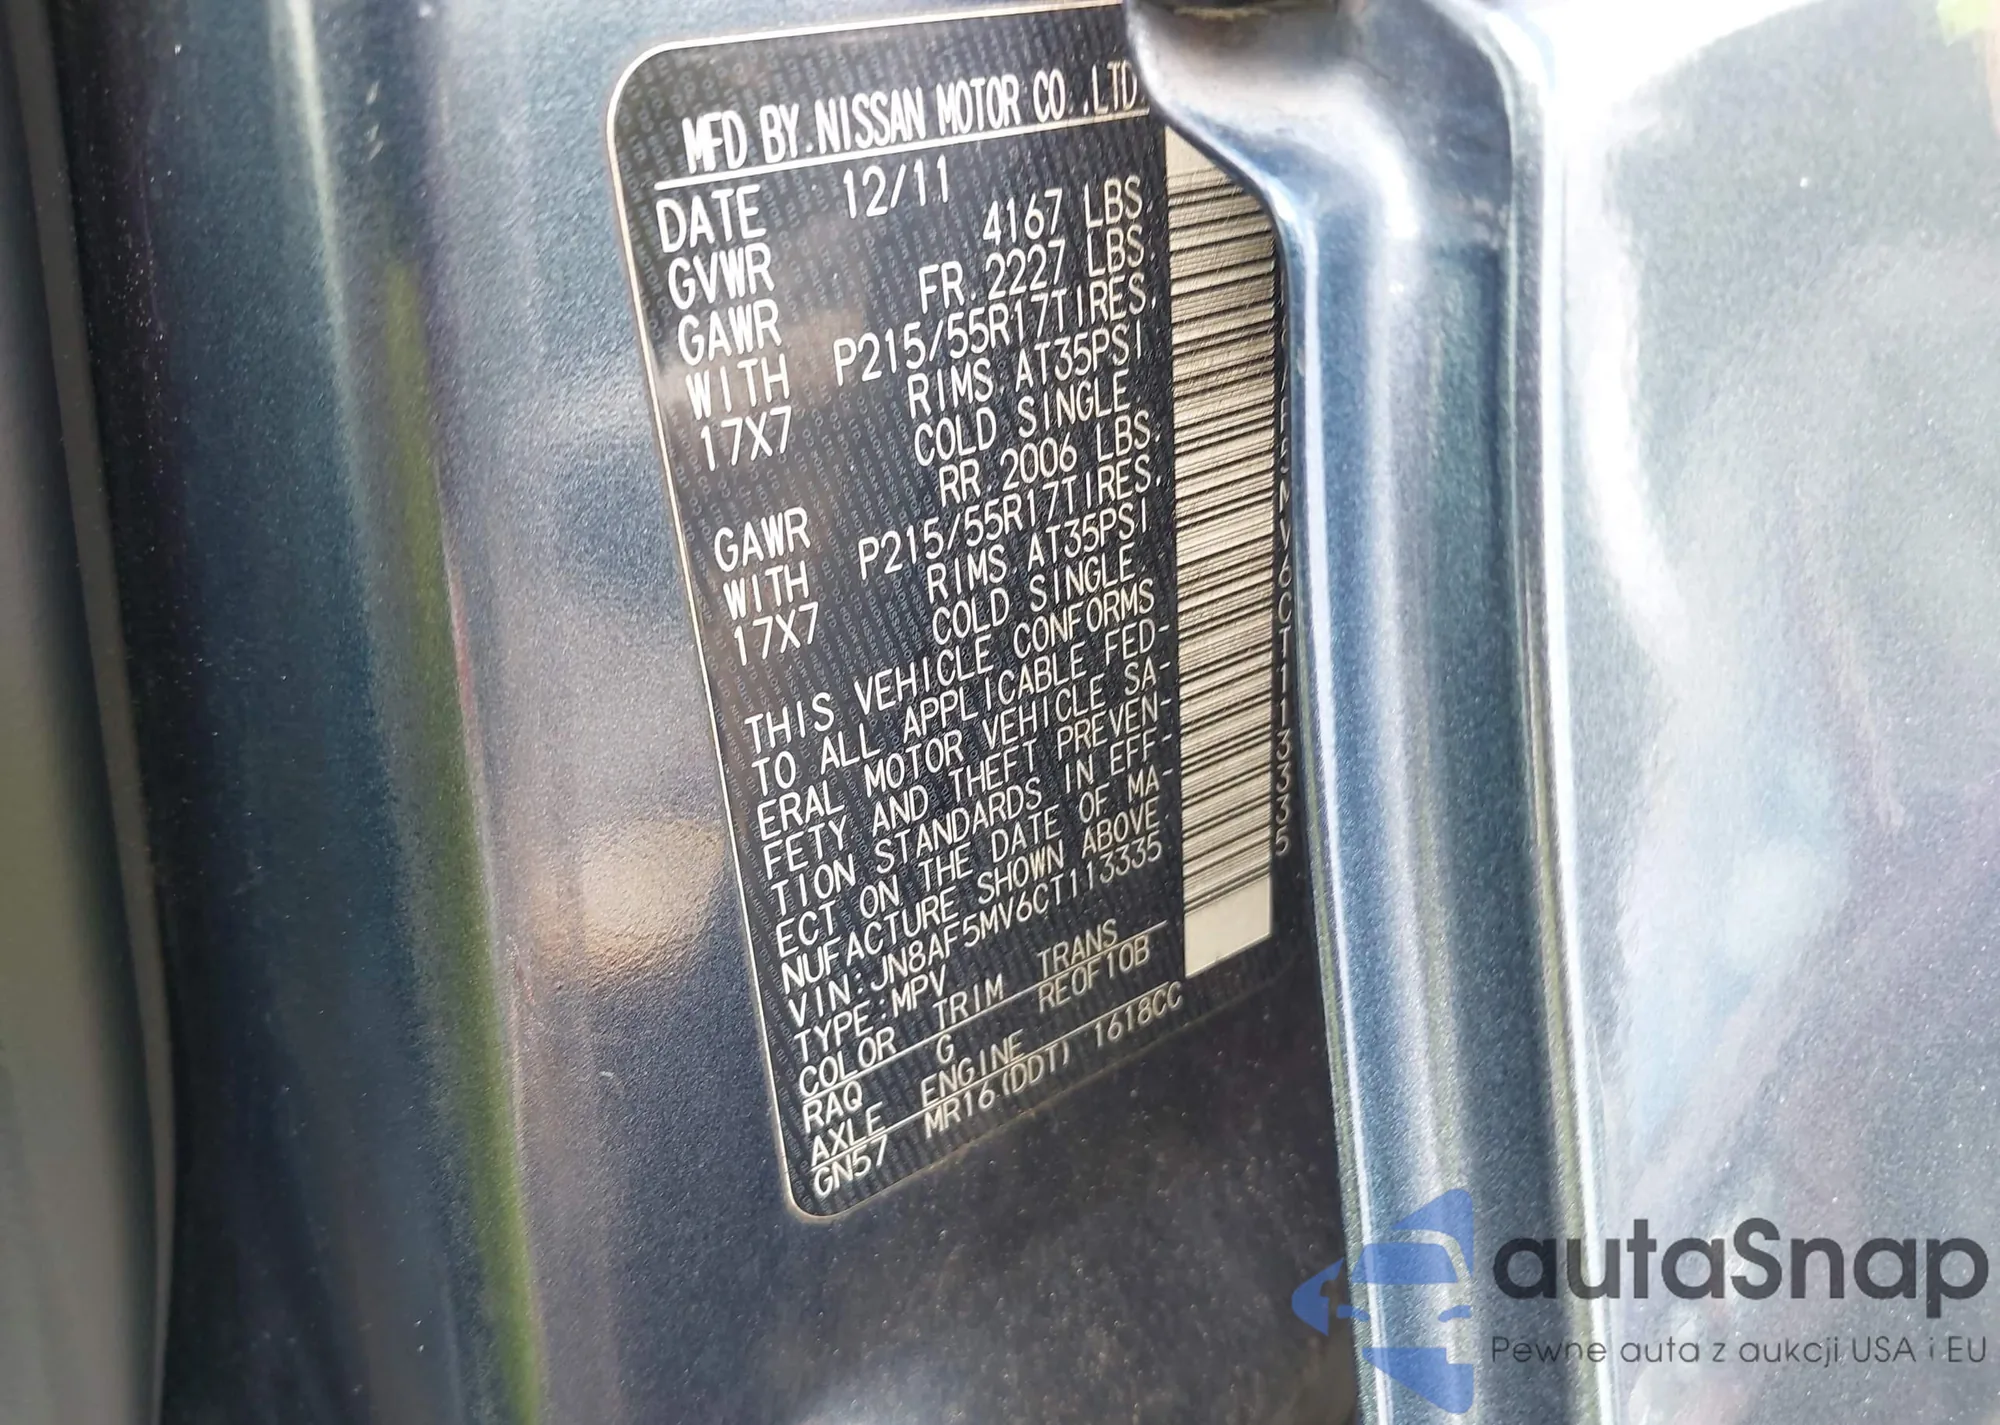 MFD BY.NISSAN MOTOR CO.,LTD.
DATE 12/11
GVWR 4167 LBS.
GAWR FR.2227 LBS.
WITH P215/55R17TIRES,
17X7 RIMS,AT35PSI
COLD SINGLE.
GAWR RR.2006 LBS.
WITH P215/55R17TIRES,
17X7 RIMS AT35PSI
COLD SINGLE.
THIS VEHICLE CONFORMS
TO ALL APPLICABLE FED-
ERAL MOTOR VEHICLE SA-
FETY AND THEFT PREVEN-
TION STANDARDS IN EFF-
ECT ON THE DATE OF MA-
NUFACTURE SHOWN ABOVE.
VIN:JN8AF5MV6CT113335
TYPE:MPV
COLOR TRIM TRANS
RAQ G RE0F10B
AXLE ENGINE
GN57 MR16(DDT) 1618CC
autaSnap
Pewne auta z aukcji USA i EU